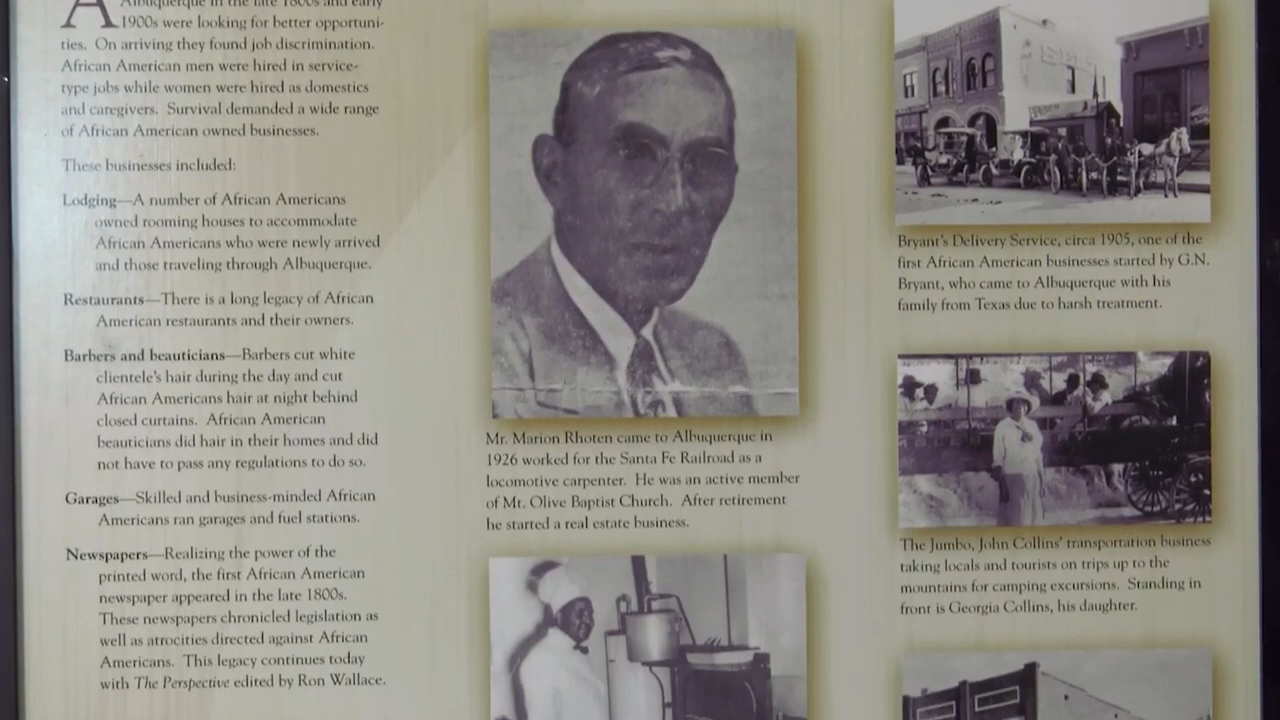 A Albuquerque in the late 1800s and early
1900s were looking for better opportuni-
ties. On arriving they found job discrimination.
African American men were hired in service-
type jobs while women were hired as domestics
and caregivers. Survival demanded a wide range
of African American owned businesses.
These businesses included:
Lodging—A number of African Americans
owned rooming houses to accommodate
African Americans who were newly arrived
and those traveling through Albuquerque.
Restaurants—There is a long legacy of African
American restaurants and their owners.
Barbers and beauticians—Barbers cut white
clientele's hair during the day and cut
African Americans hair at night behind
closed curtains. African American
beauticians did hair in their homes and did
not have to pass any regulations to do so.
Garages—Skilled and business-minded African
Americans ran garages and fuel stations.
Newspapers—Realizing the power of the
printed word, the first African American
newspaper appeared in the late 1800s.
These newspapers chronicled legislation as
well as atrocities directed against African
Americans. This legacy continues today
with The Perspective edited by Ron Wallace.
Mr. Marion Rhoten came to Albuquerque in
1926 worked for the Santa Fe Railroad as a
locomotive carpenter. He was an active member
of Mt. Olive Baptist Church. After retirement
he started a real estate business.
Bryant's Delivery Service, circa 1905, one of the
first African American businesses started by G.N.
Bryant, who came to Albuquerque with his
family from Texas due to harsh treatment.
The Jumbo, John Collins' transportation business
taking locals and tourists on trips up to the
mountains for camping excursions. Standing in
front is Georgia Collins, his daughter.